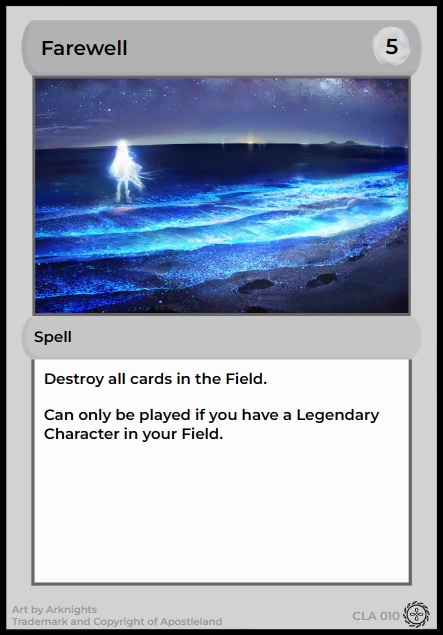 Farewell
5
Spell
Destroy all cards in the Field.
Can only be played if you have a Legendary
Character in your Field.
Art by Arknights
Trademark and Copyright of Apostleland
CLA 010